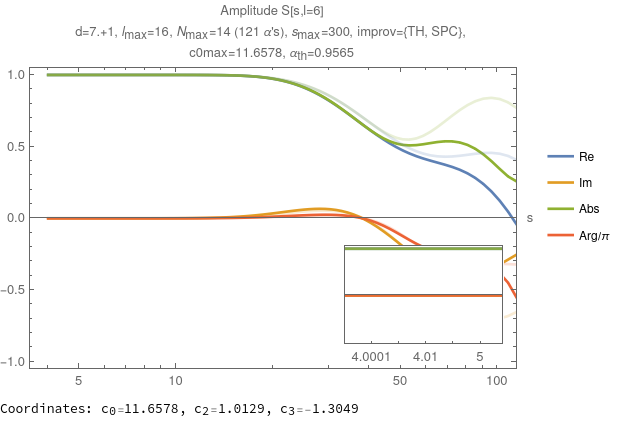 Amplitude S[s,l=6]
d=7.+1, lmax=16, Nmax=14 (121 α's), smax=300, improv={TH, SPC},
c0max=11.6578, αth=0.9565
1.0
0.5
0.0
-0.5
-1.0
s
Re
Im
Abs
Arg/π
4.0001 4.01 5
5 10 50 100
Coordinates: c0=11.6578, c2=1.0129, c3=-1.3049